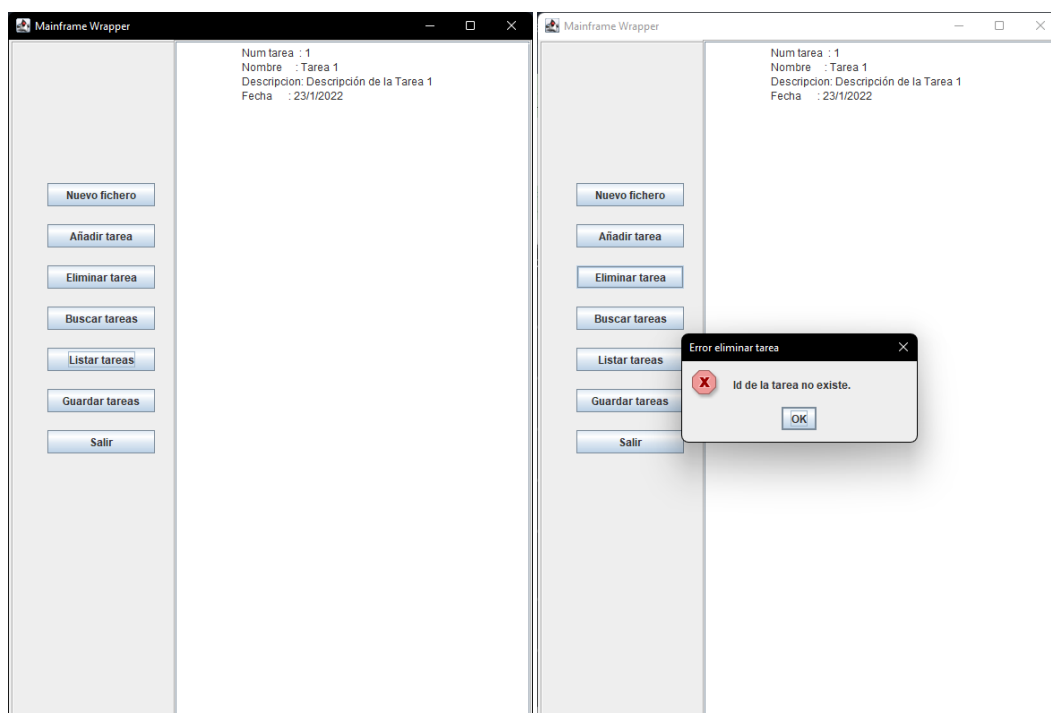 Mainframe Wrapper
Num tarea : 1
Nombre : Tarea 1
Descripcion: Descripción de la Tarea 1
Fecha : 23/1/2022
Nuevo fichero
Añadir tarea
Eliminar tarea
Buscar tareas
Listar tareas
Guardar tareas
Salir
Mainframe Wrapper
Num tarea : 1
Nombre : Tarea 1
Descripcion: Descripción de la Tarea 1
Fecha : 23/1/2022
Nuevo fichero
Añadir tarea
Eliminar tarea
Buscar tareas
Listar tareas
Guardar tareas
Salir
Error eliminar tarea
Id de la tarea no existe.
OK